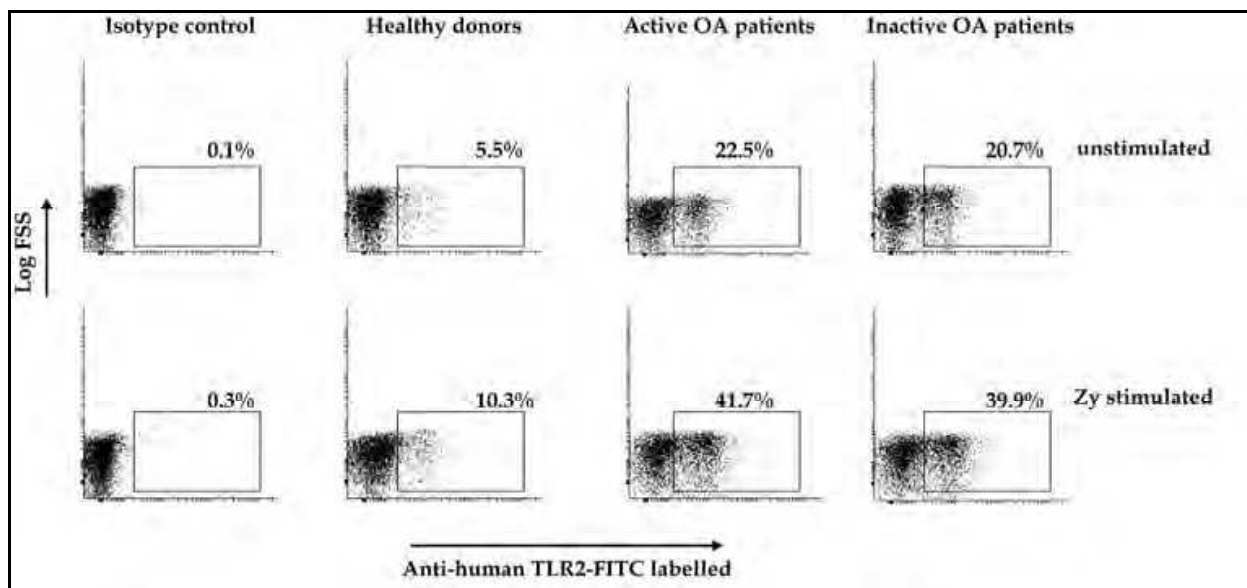 Isotype control Healthy donors Active OA patients Inactive OA patients
0.1% 5.5% 22.5% 20.7% unstimulated
Log FSS
0.3% 10.3% 41.7% 39.9% Zy stimulated
Anti-human TLR2-FITC labelled